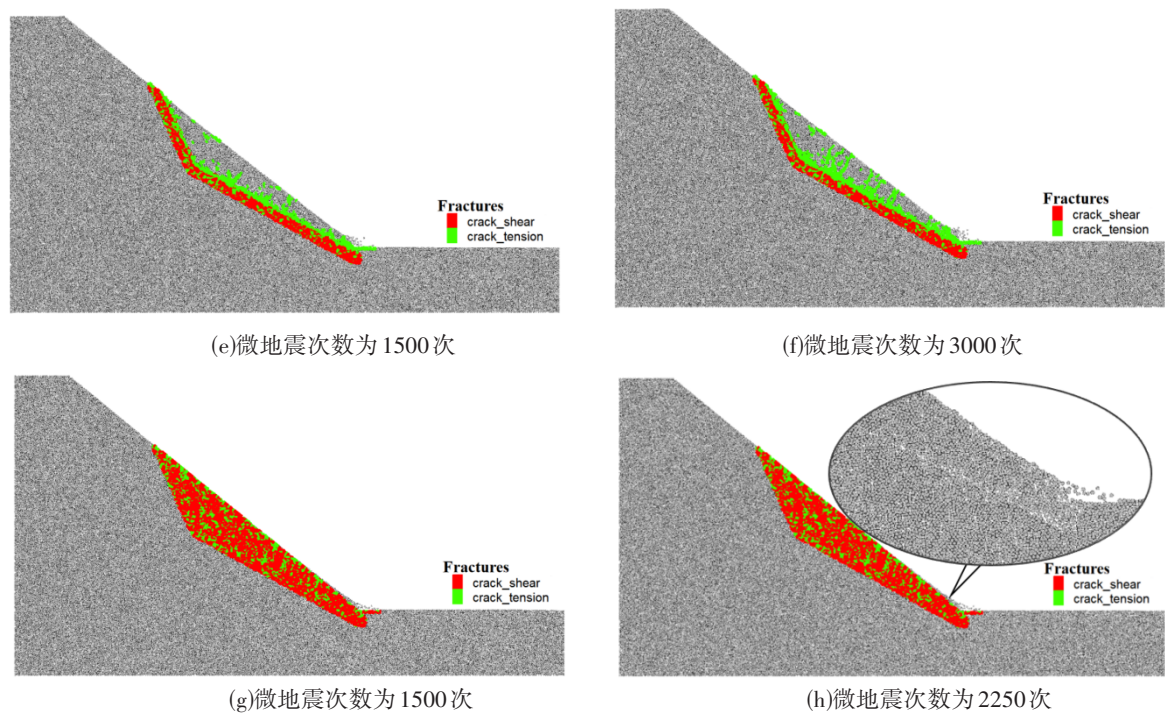 Fractures
crack_shear
crack_tension
Fractures
crack_shear
crack_tension
(e)微地震次数为1500次
(f)微地震次数为3000次
Fractures
crack_shear
crack_tension
Fractures
crack_shear
crack_tension
(g)微地震次数为1500次
(h)微地震次数为2250次